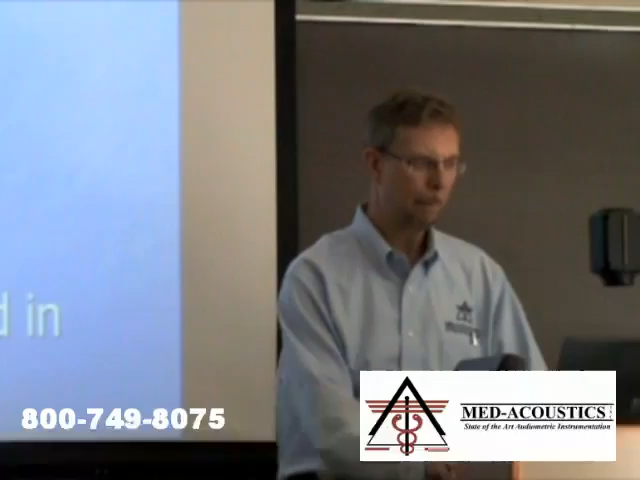 d in
800-749-8075
MED-ACOUSTICS
State of the Art Audiometric Instrumentation